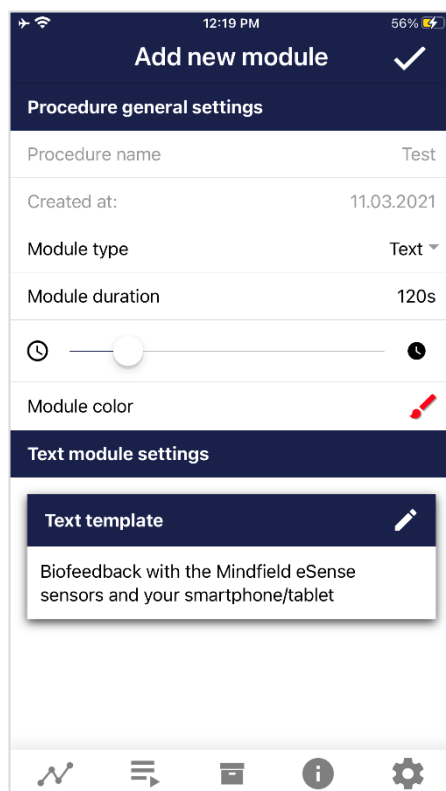 12:19 PM
56%
Add new module
Procedure general settings
Procedure name Test
Created at: 11.03.2021
Module type Text
Module duration 120s
Module color
Text module settings
Text template
Biofeedback with the Mindfield eSense
sensors and your smartphone/tablet